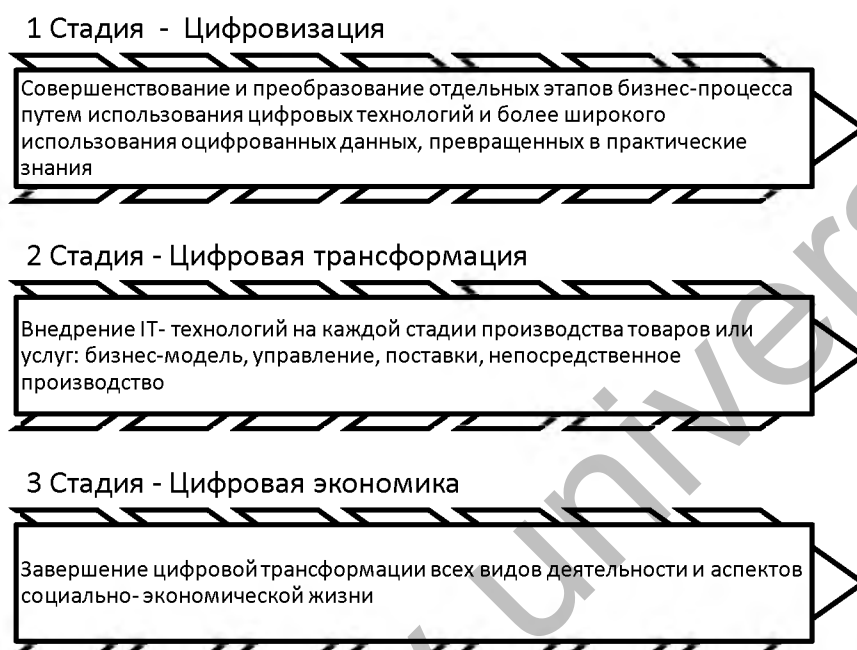 1 Стадия - Цифровизация
Совершенствование и преобразование отдельных этапов бизнес-процесса
путем использования цифровых технологий и более широкого
использования оцифрованных данных, превращенных в практические
знания
2 Стадия - Цифровая трансформация
Внедрение IT- технологий на каждой стадии производства товаров или
услуг: бизнес-модель, управление, поставки, непосредственное
производство
3 Стадия - Цифровая экономика
Завершение цифровой трансформации всех видов деятельности и аспектов
социально- экономической жизни